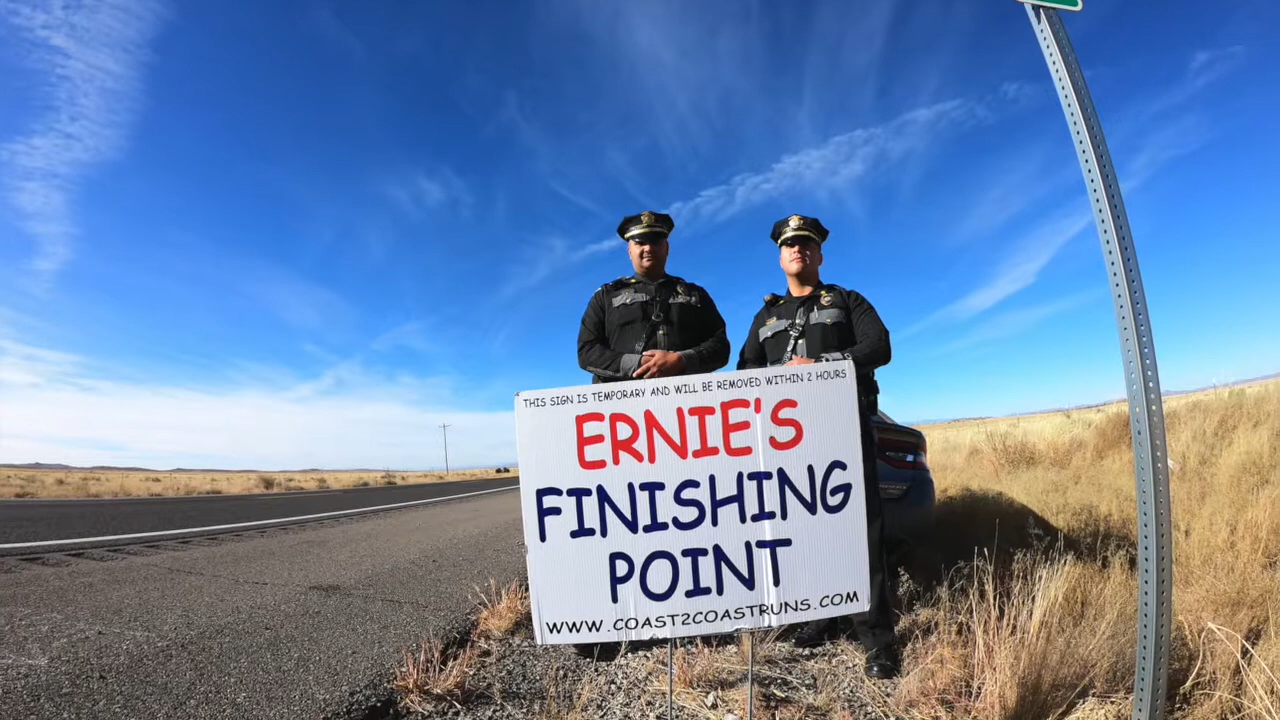 THIS SIGN IS TEMPORARY AND WILL BE REMOVED WITHIN 2 HOURS
ERNIE'S
FINISHING
POINT
WWW.COAST2COASTRUNS.COM